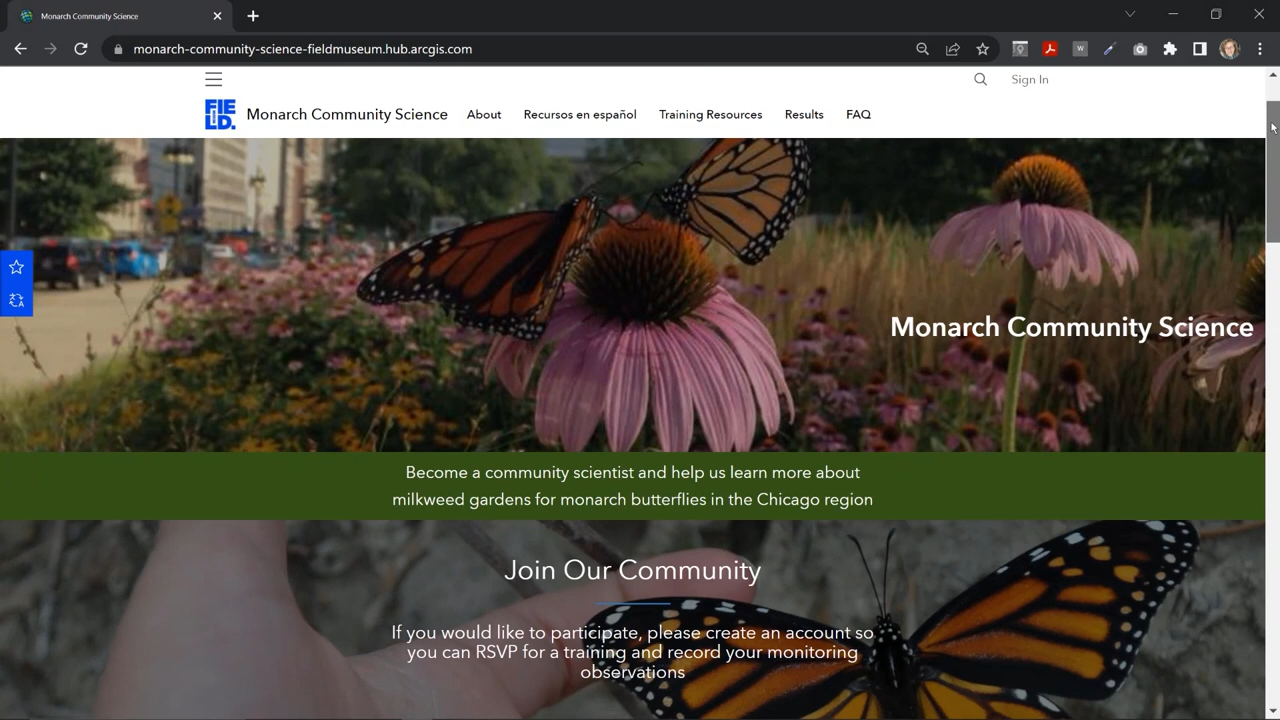 Monarch Community Science
monarch-community-science-fieldmuseum.hub.arcgis.com
Sign In
FIELD.
Monarch Community Science
About
Recursos en español
Training Resources
Results
FAQ
Monarch Community Science
Become a community scientist and help us learn more about
milkweed gardens for monarch butterflies in the Chicago region
Join Our Community
If you would like to participate, please create an account so
you can RSVP for a training and record your monitoring
observations